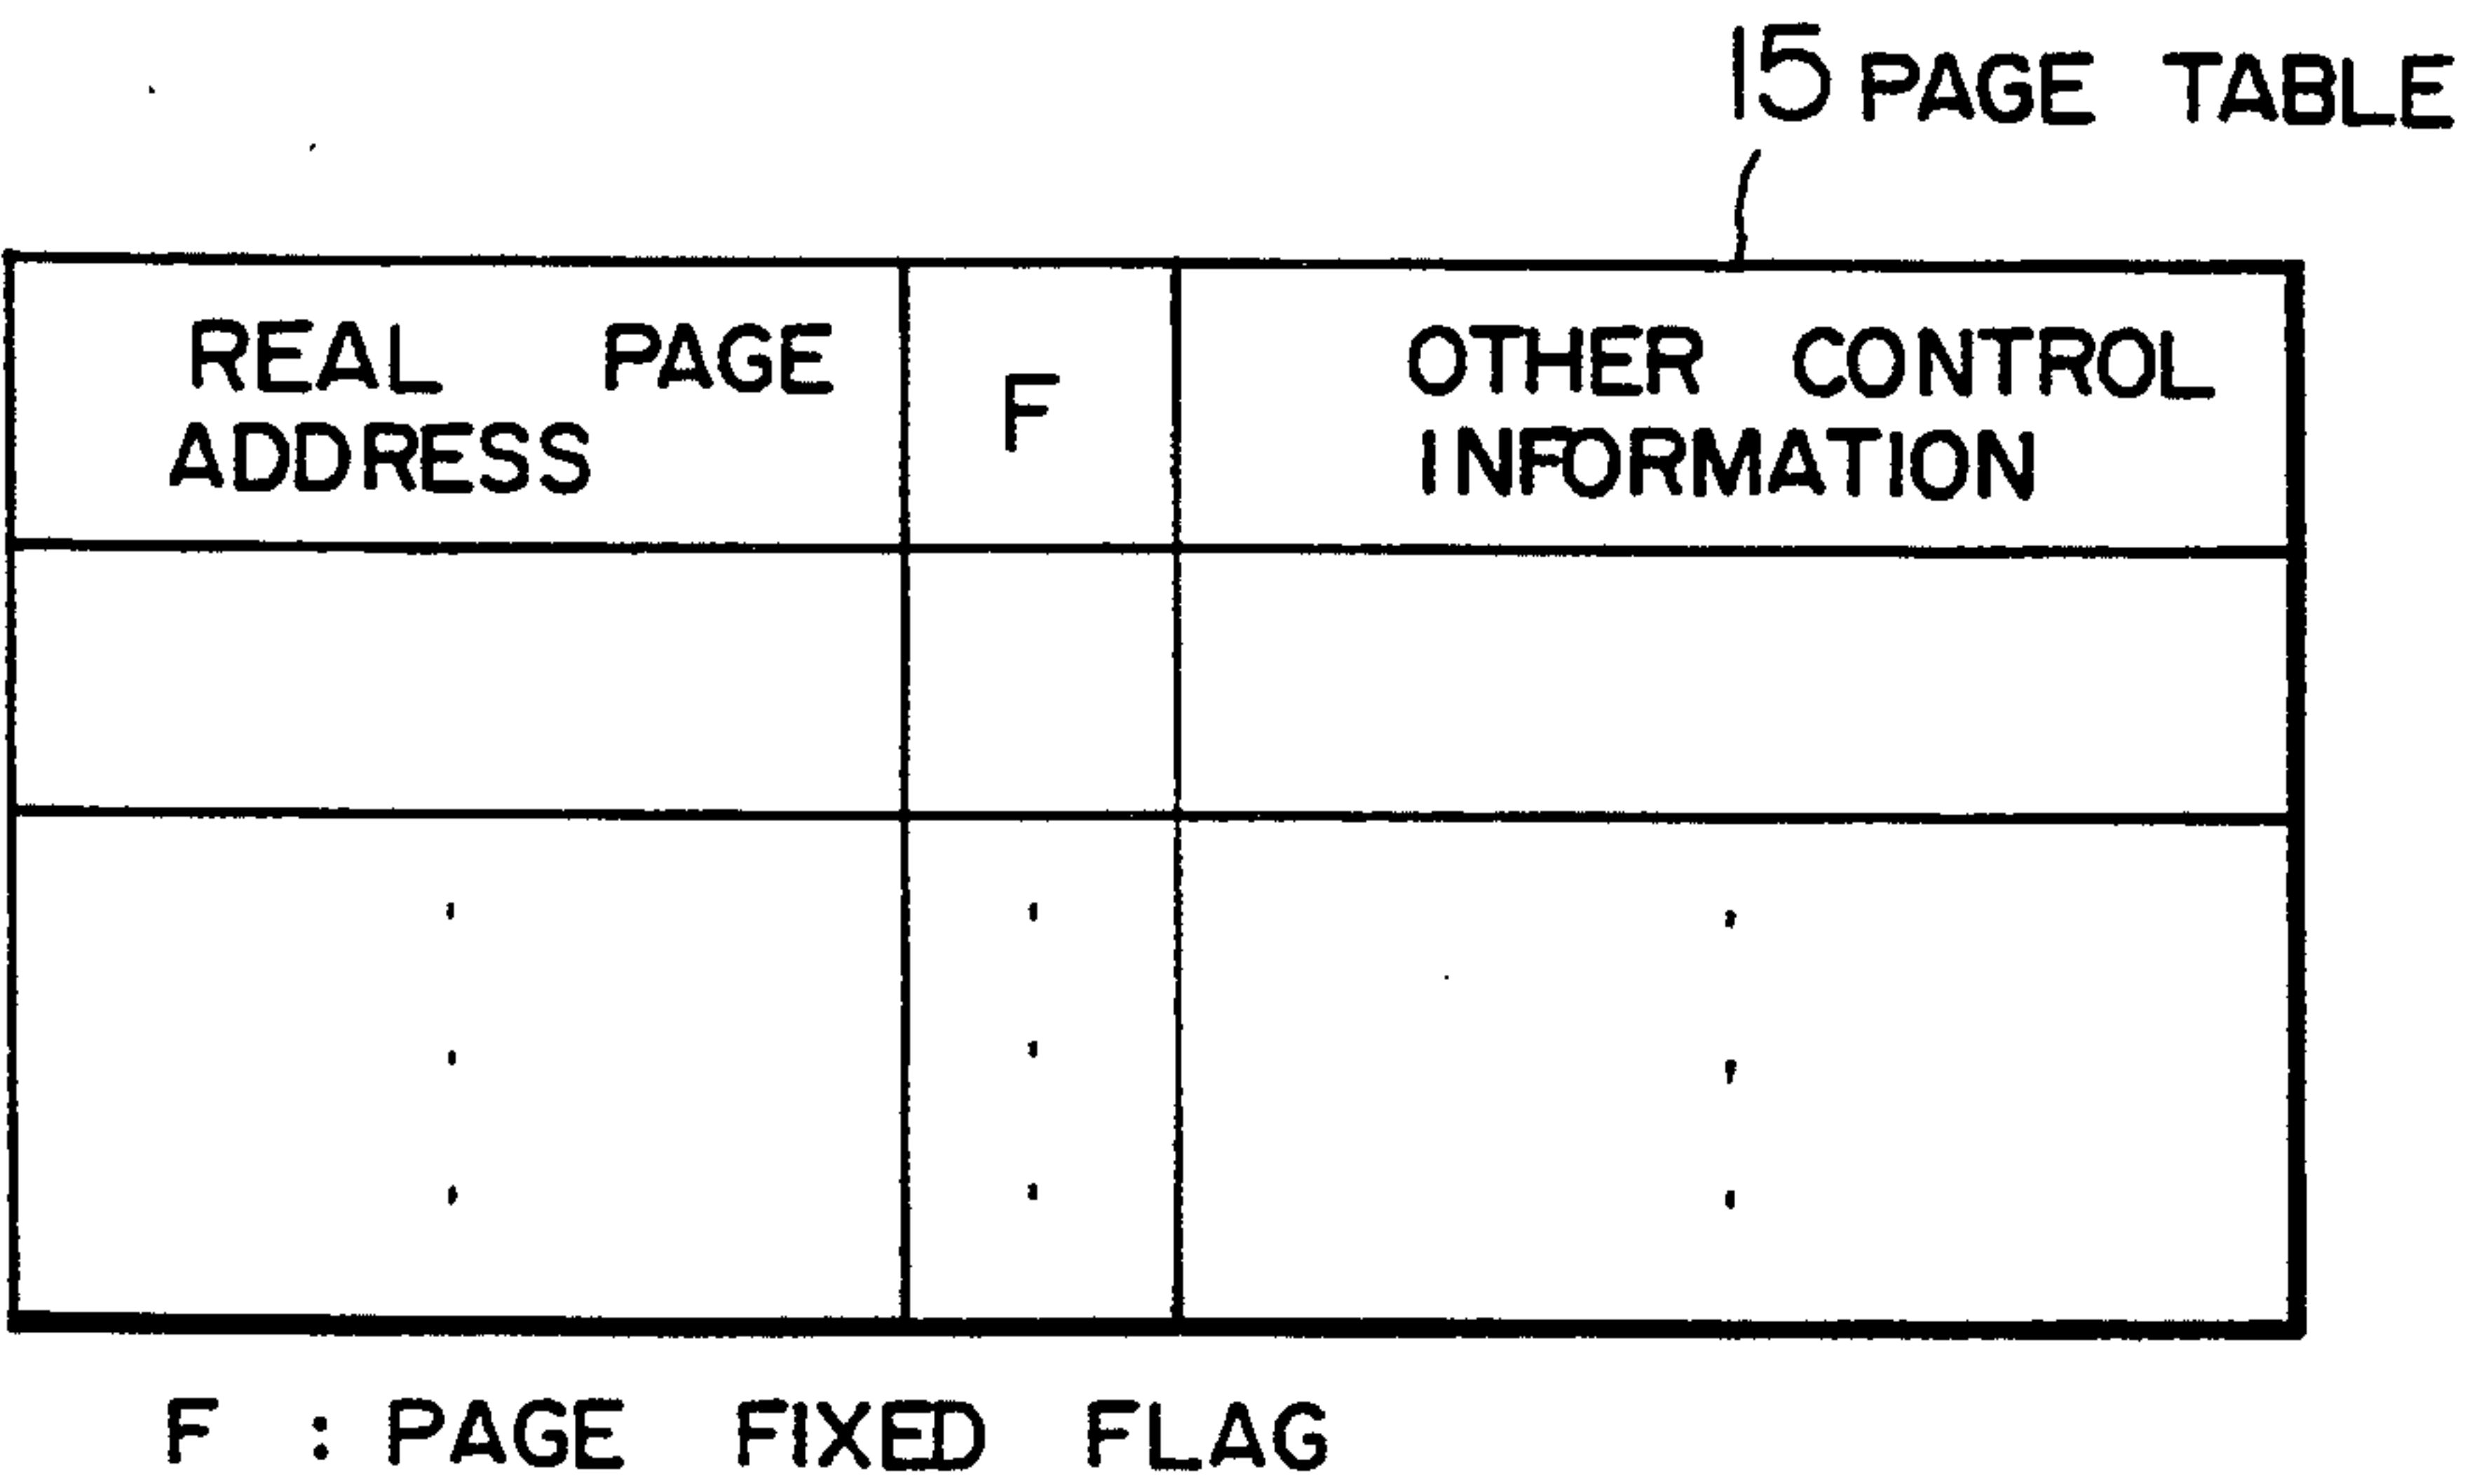 15 PAGE TABLE
REAL PAGE
ADDRESS
F
OTHER CONTROL
INFORMATION
F : PAGE FIXED FLAG